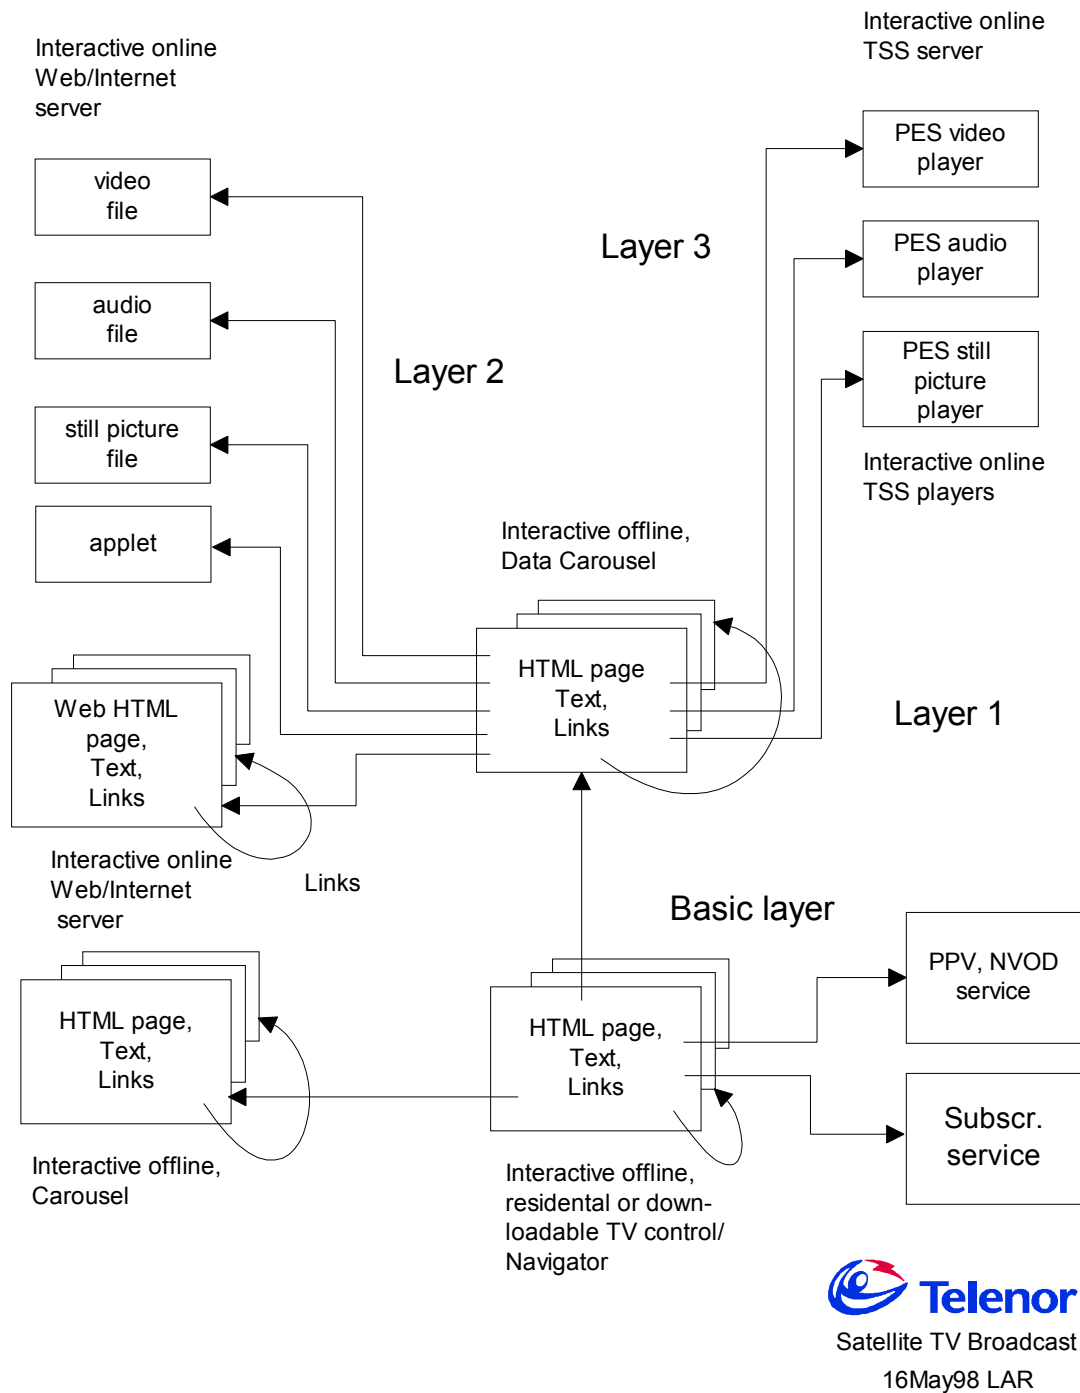 Interactive online
Web/Internet
server
Interactive online
TSS server
video
file
PES video
player
Layer 3
PES audio
player
audio
file
Layer 2
PES still
picture
player
still picture
file
Interactive online
TSS players
applet
Interactive offline,
Data Carousel
HTML page
Text,
Links
Layer 1
Web HTML
page,
Text,
Links
Interactive online
Web/Internet
server
Links
Basic layer
PPV, NVOD
service
HTML page,
Text,
Links
HTML page,
Text,
Links
Subscr.
service
Interactive offline,
Carousel
Interactive offline,
residental or down-
loadable TV control/
Navigator
Telenor
Satellite TV Broadcast
16May98 LAR